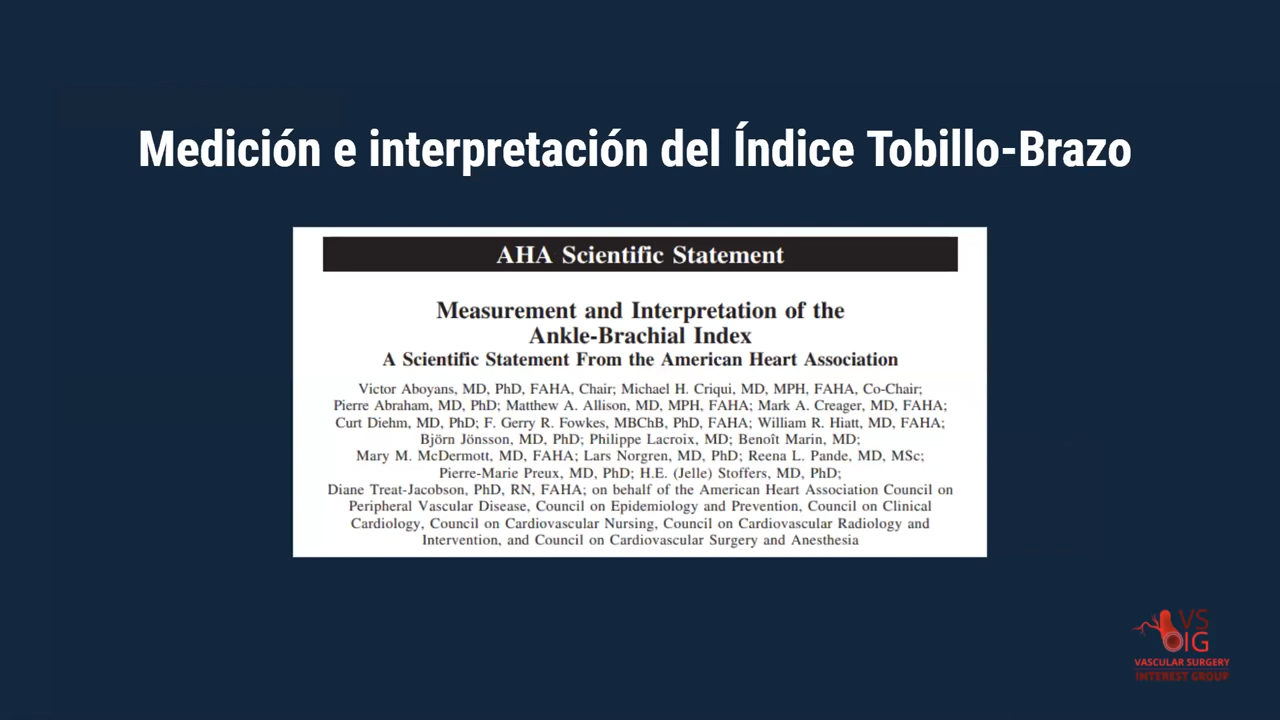 Medición e interpretación del Índice Tobillo-Brazo
AHA Scientific Statement
Measurement and Interpretation of the
Ankle-Brachial Index
A Scientific Statement From the American Heart Association
Victor Aboyans, MD, PhD, FAHA, Chair; Michael H. Criqui, MD, MPH, FAHA, Co-Chair;
Pierre Abraham, MD, PhD; Matthew A. Allison, MD, MPH, FAHA; Mark A. Creager, MD, FAHA;
Curt Diehm, MD, PhD; F. Gerry R. Fowkes, MBChB, PhD, FAHA; William R. Hiatt, MD, FAHA;
Björn Jönsson, MD, PhD; Philippe Lacroix, MD; Benoît Marin, MD;
Mary M. McDermott, MD, FAHA; Lars Norgren, MD, PhD; Reena L. Pande, MD, MSc;
Pierre-Marie Preux, MD, PhD; H.E. (Jelle) Stoffers, MD, PhD;
Diane Treat-Jacobson, PhD, RN, FAHA; on behalf of the American Heart Association Council on
Peripheral Vascular Disease, Council on Epidemiology and Prevention, Council on Clinical
Cardiology, Council on Cardiovascular Nursing, Council on Cardiovascular Radiology and
Intervention, and Council on Cardiovascular Surgery and Anesthesia
VS
IG
VASCULAR SURGERY
INTEREST GROUP